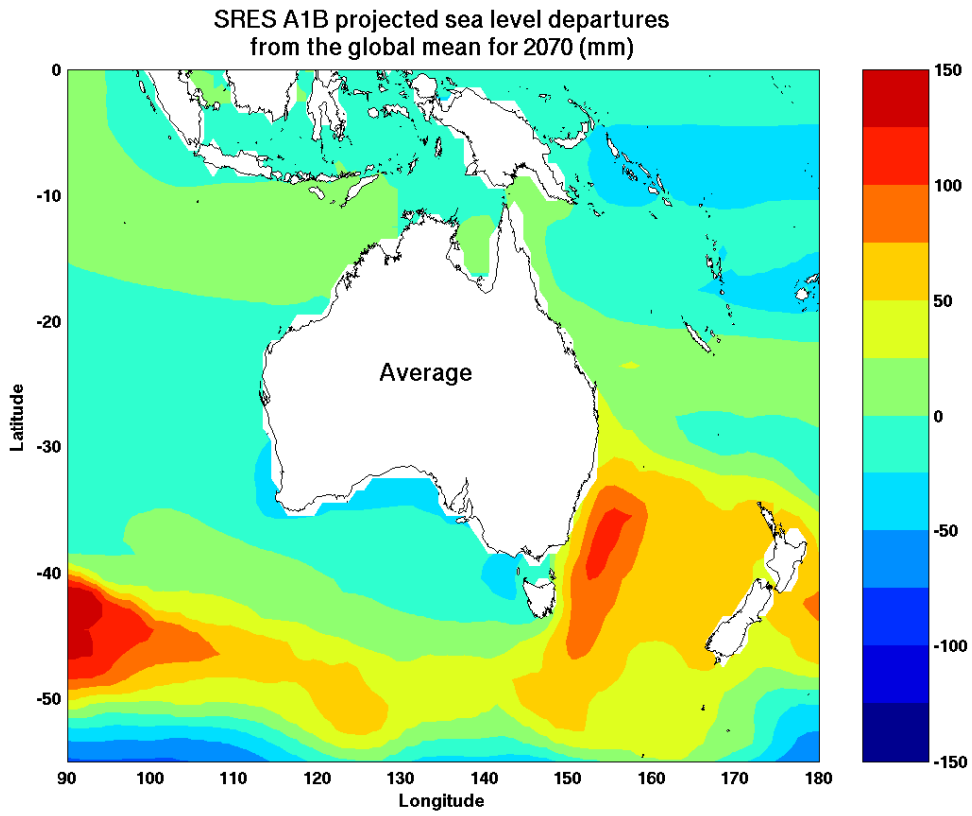 SRES A1B projected sea level departures
from the global mean for 2070 (mm)
0
-10
-20
-30
-40
-50
Latitude
Average
90 100 110 120 130 140 150 160 170 180
Longitude
150
100
50
0
-50
-100
-150